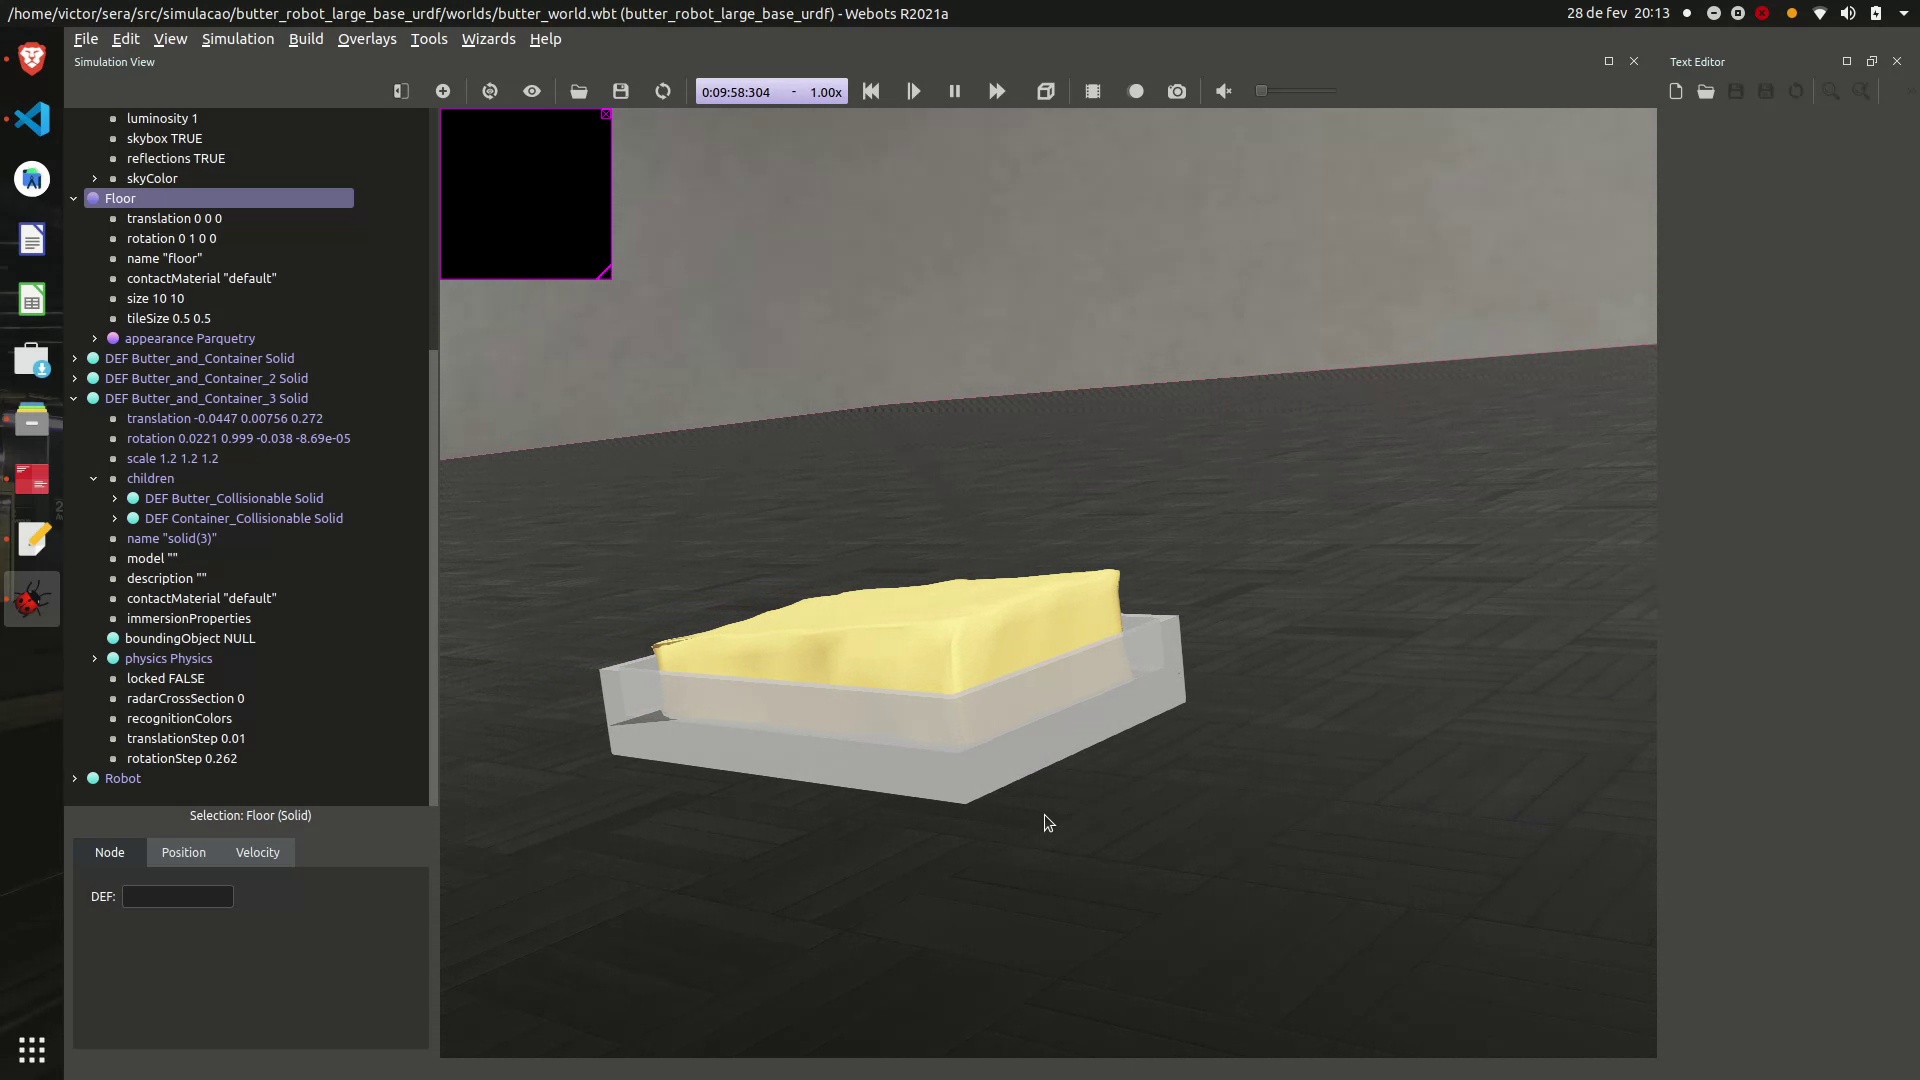 /home/victor/sera/src/simulacao/butter_robot_large_base_urdf/worlds/butter_world.wbt (butter_robot_large_base_urdf) - Webots R2021a
28 de fev 20:13
File Edit View Simulation Build Overlays Tools Wizards Help
Simulation View
Text Editor
0:09:58:304 - 1.00x
luminosity 1
skybox TRUE
reflections TRUE
skyColor
Floor
translation 0 0 0
rotation 0 1 0 0
name "floor"
contactMaterial "default"
size 10 10
tileSize 0.5 0.5
appearance Parquetry
DEF Butter_and_Container Solid
DEF Butter_and_Container_2 Solid
DEF Butter_and_Container_3 Solid
translation -0.0447 0.00756 0.272
rotation 0.0221 0.999 -0.038 -8.69e-05
scale 1.2 1.2 1.2
children
DEF Butter_Collisionable Solid
DEF Container_Collisionable Solid
name "solid(3)"
model ""
description ""
contactMaterial "default"
immersionProperties
boundingObject NULL
physics Physics
locked FALSE
radarCrossSection 0
recognitionColors
translationStep 0.01
rotationStep 0.262
Robot
Selection: Floor (Solid)
Node Position Velocity
DEF: